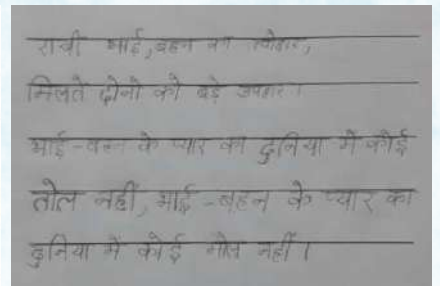 राखी भाई,बहन का त्योहार,
मिलते दोनो को बड़े उपहार।
भाई-बहन के प्यार का दुनिया में कोई
तोल नहीं, भाई-बहन के प्यार का
दुनिया में कोई मोल नहीं।